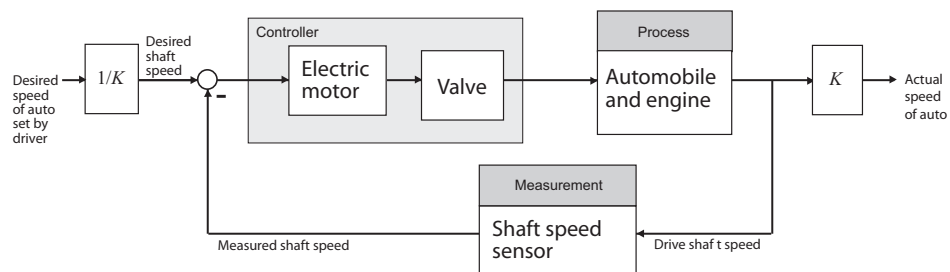 Controller
Process
Desired
shaft
speed
1/K
Desired
speed
of auto
set by
driver
-
Electric
motor
Valve
Automobile
and engine
K
Actual
speed
of auto
Measurement
Shaft speed
sensor
Measured shaft speed
Drive shaf t speed